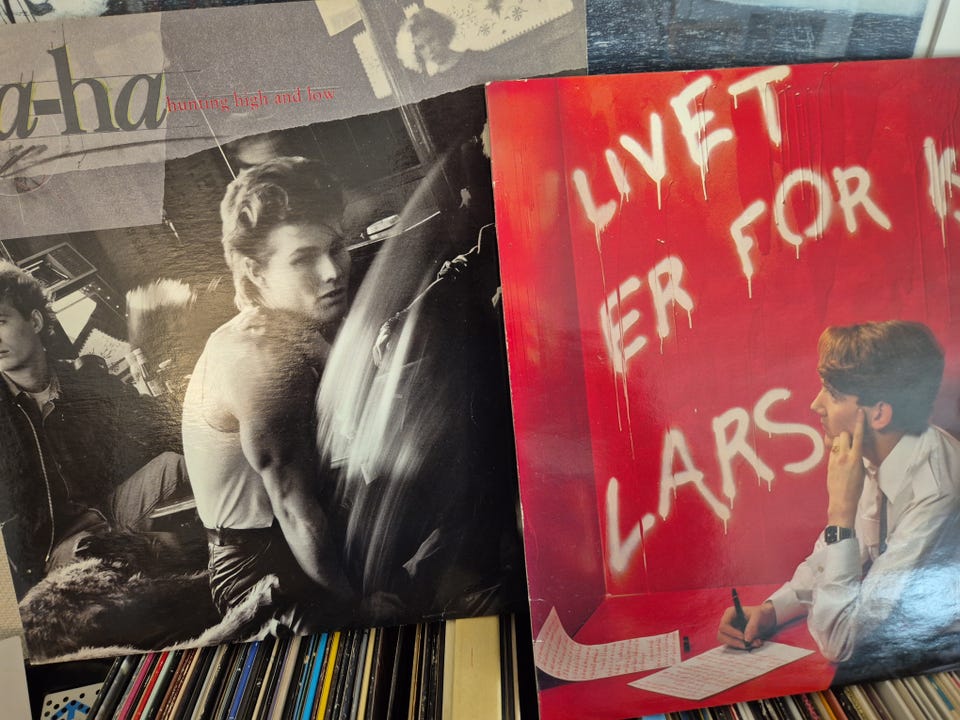 a-ha
hunting high and low
LIVET
ER FOR
LARS